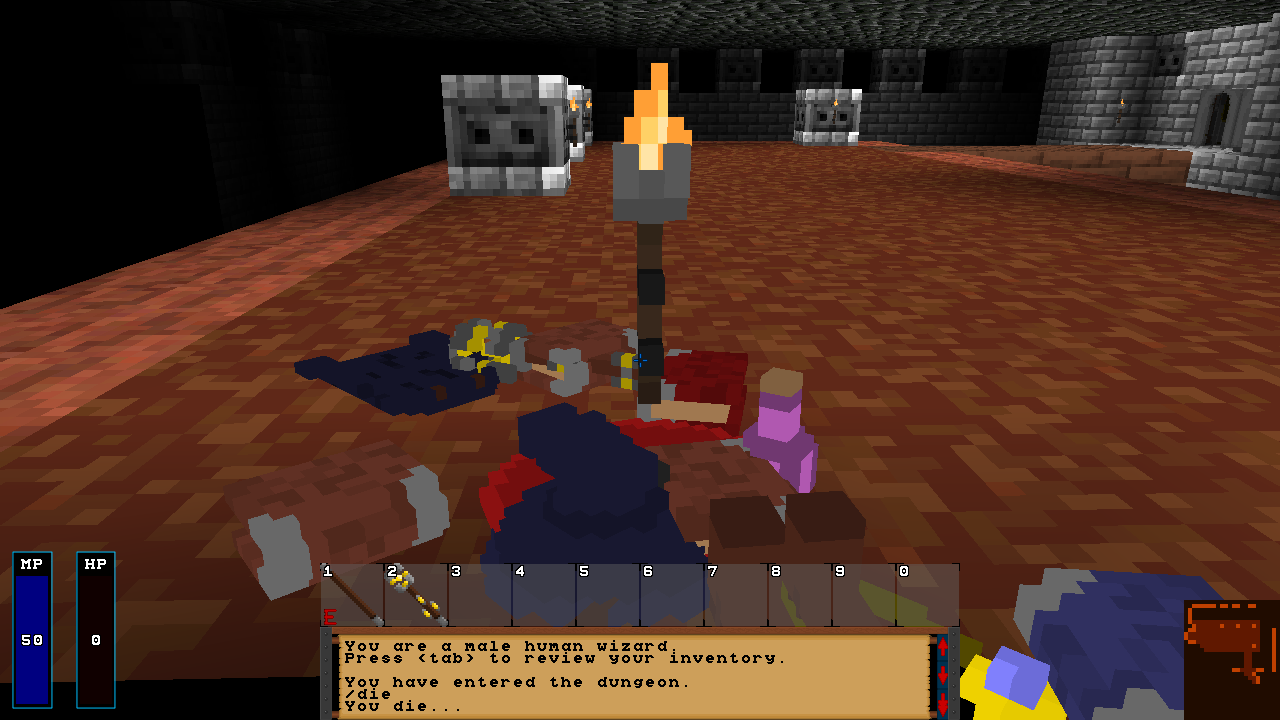 MP
HP
1 2 3 4 5 6 7 8 9 0
50
0
E
You are a male human wizard.
Press <tab> to review your inventory.
You have entered the dungeon.
/die
You die...